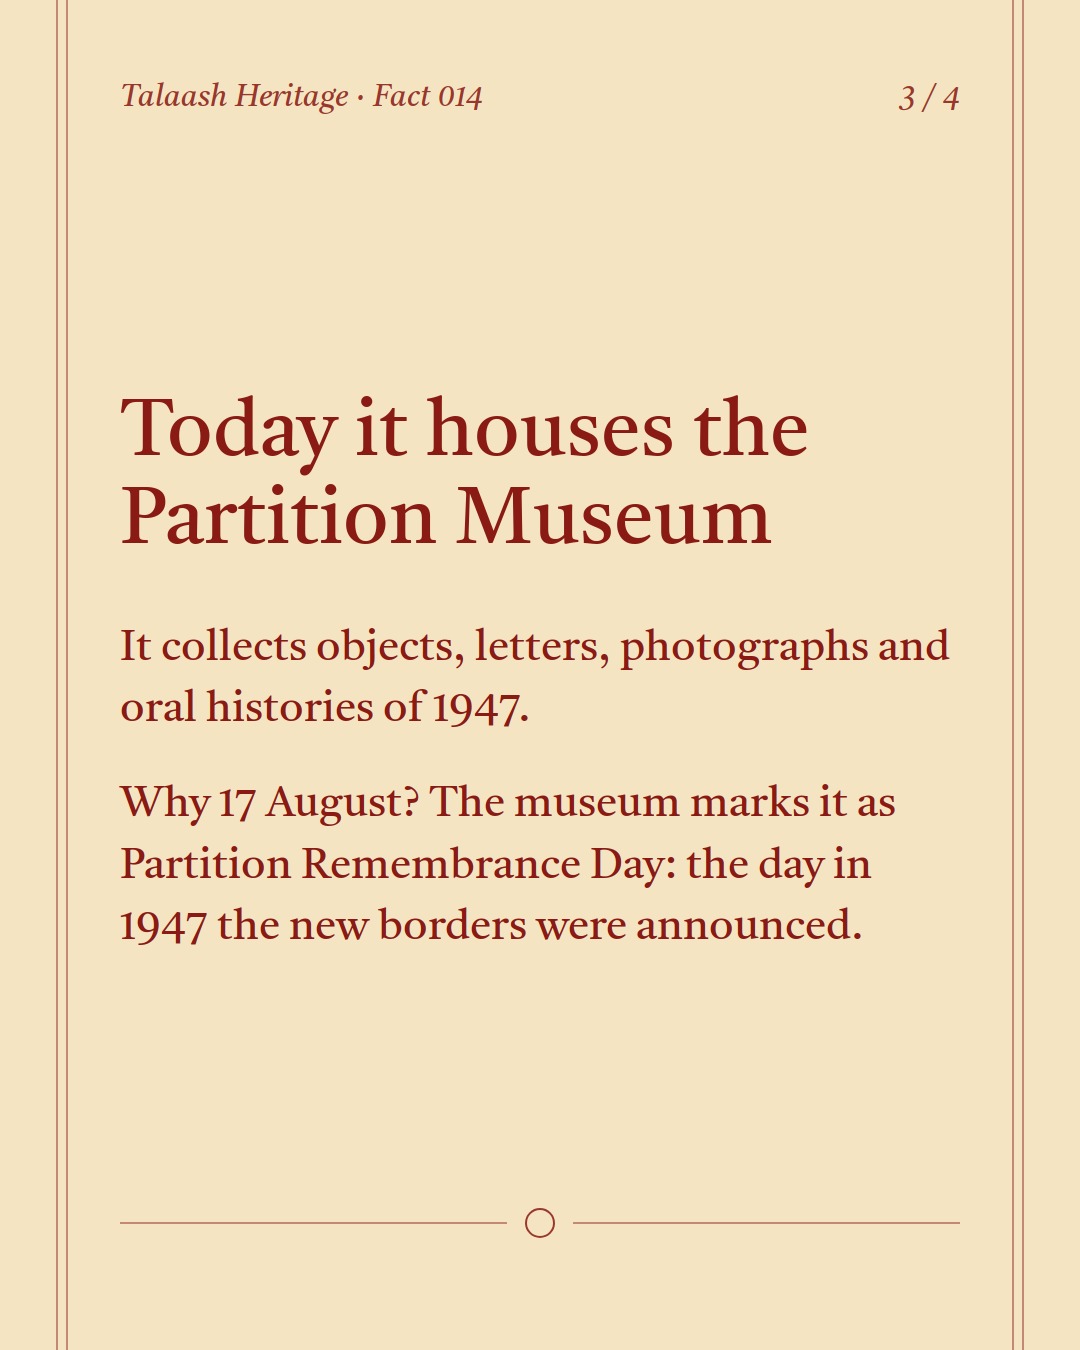 Talaash Heritage · Fact 014
3 / 4
Today it houses the
Partition Museum
It collects objects, letters, photographs and
oral histories of 1947.
Why 17 August? The museum marks it as
Partition Remembrance Day: the day in
1947 the new borders were announced.